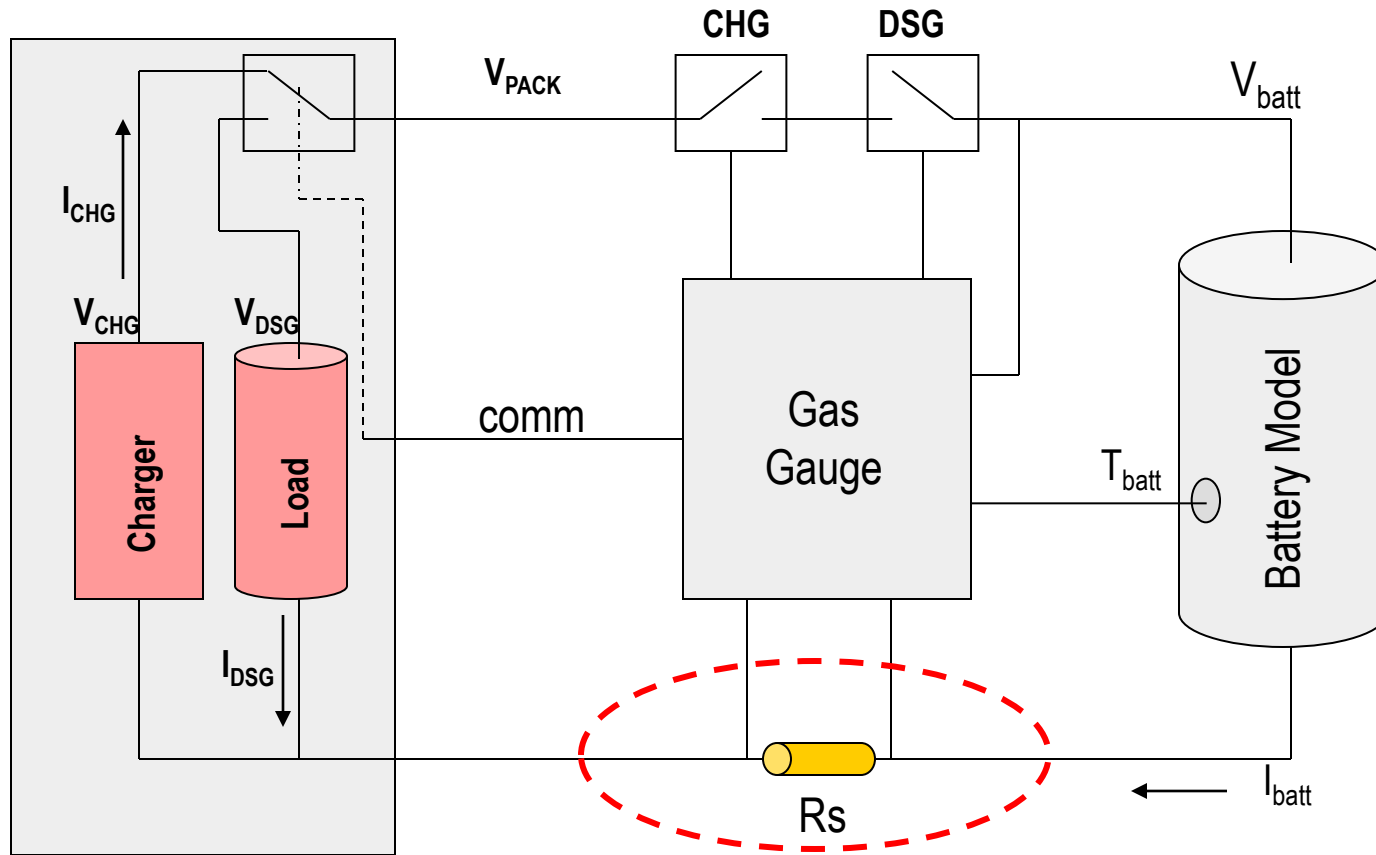 CHG
DSG
VPACK
Vbatt
ICHG
VCHG
VDSG
Charger
Load
comm
Gas
Gauge
Tbatt
Battery Model
IDSG
Rs
Ibatt